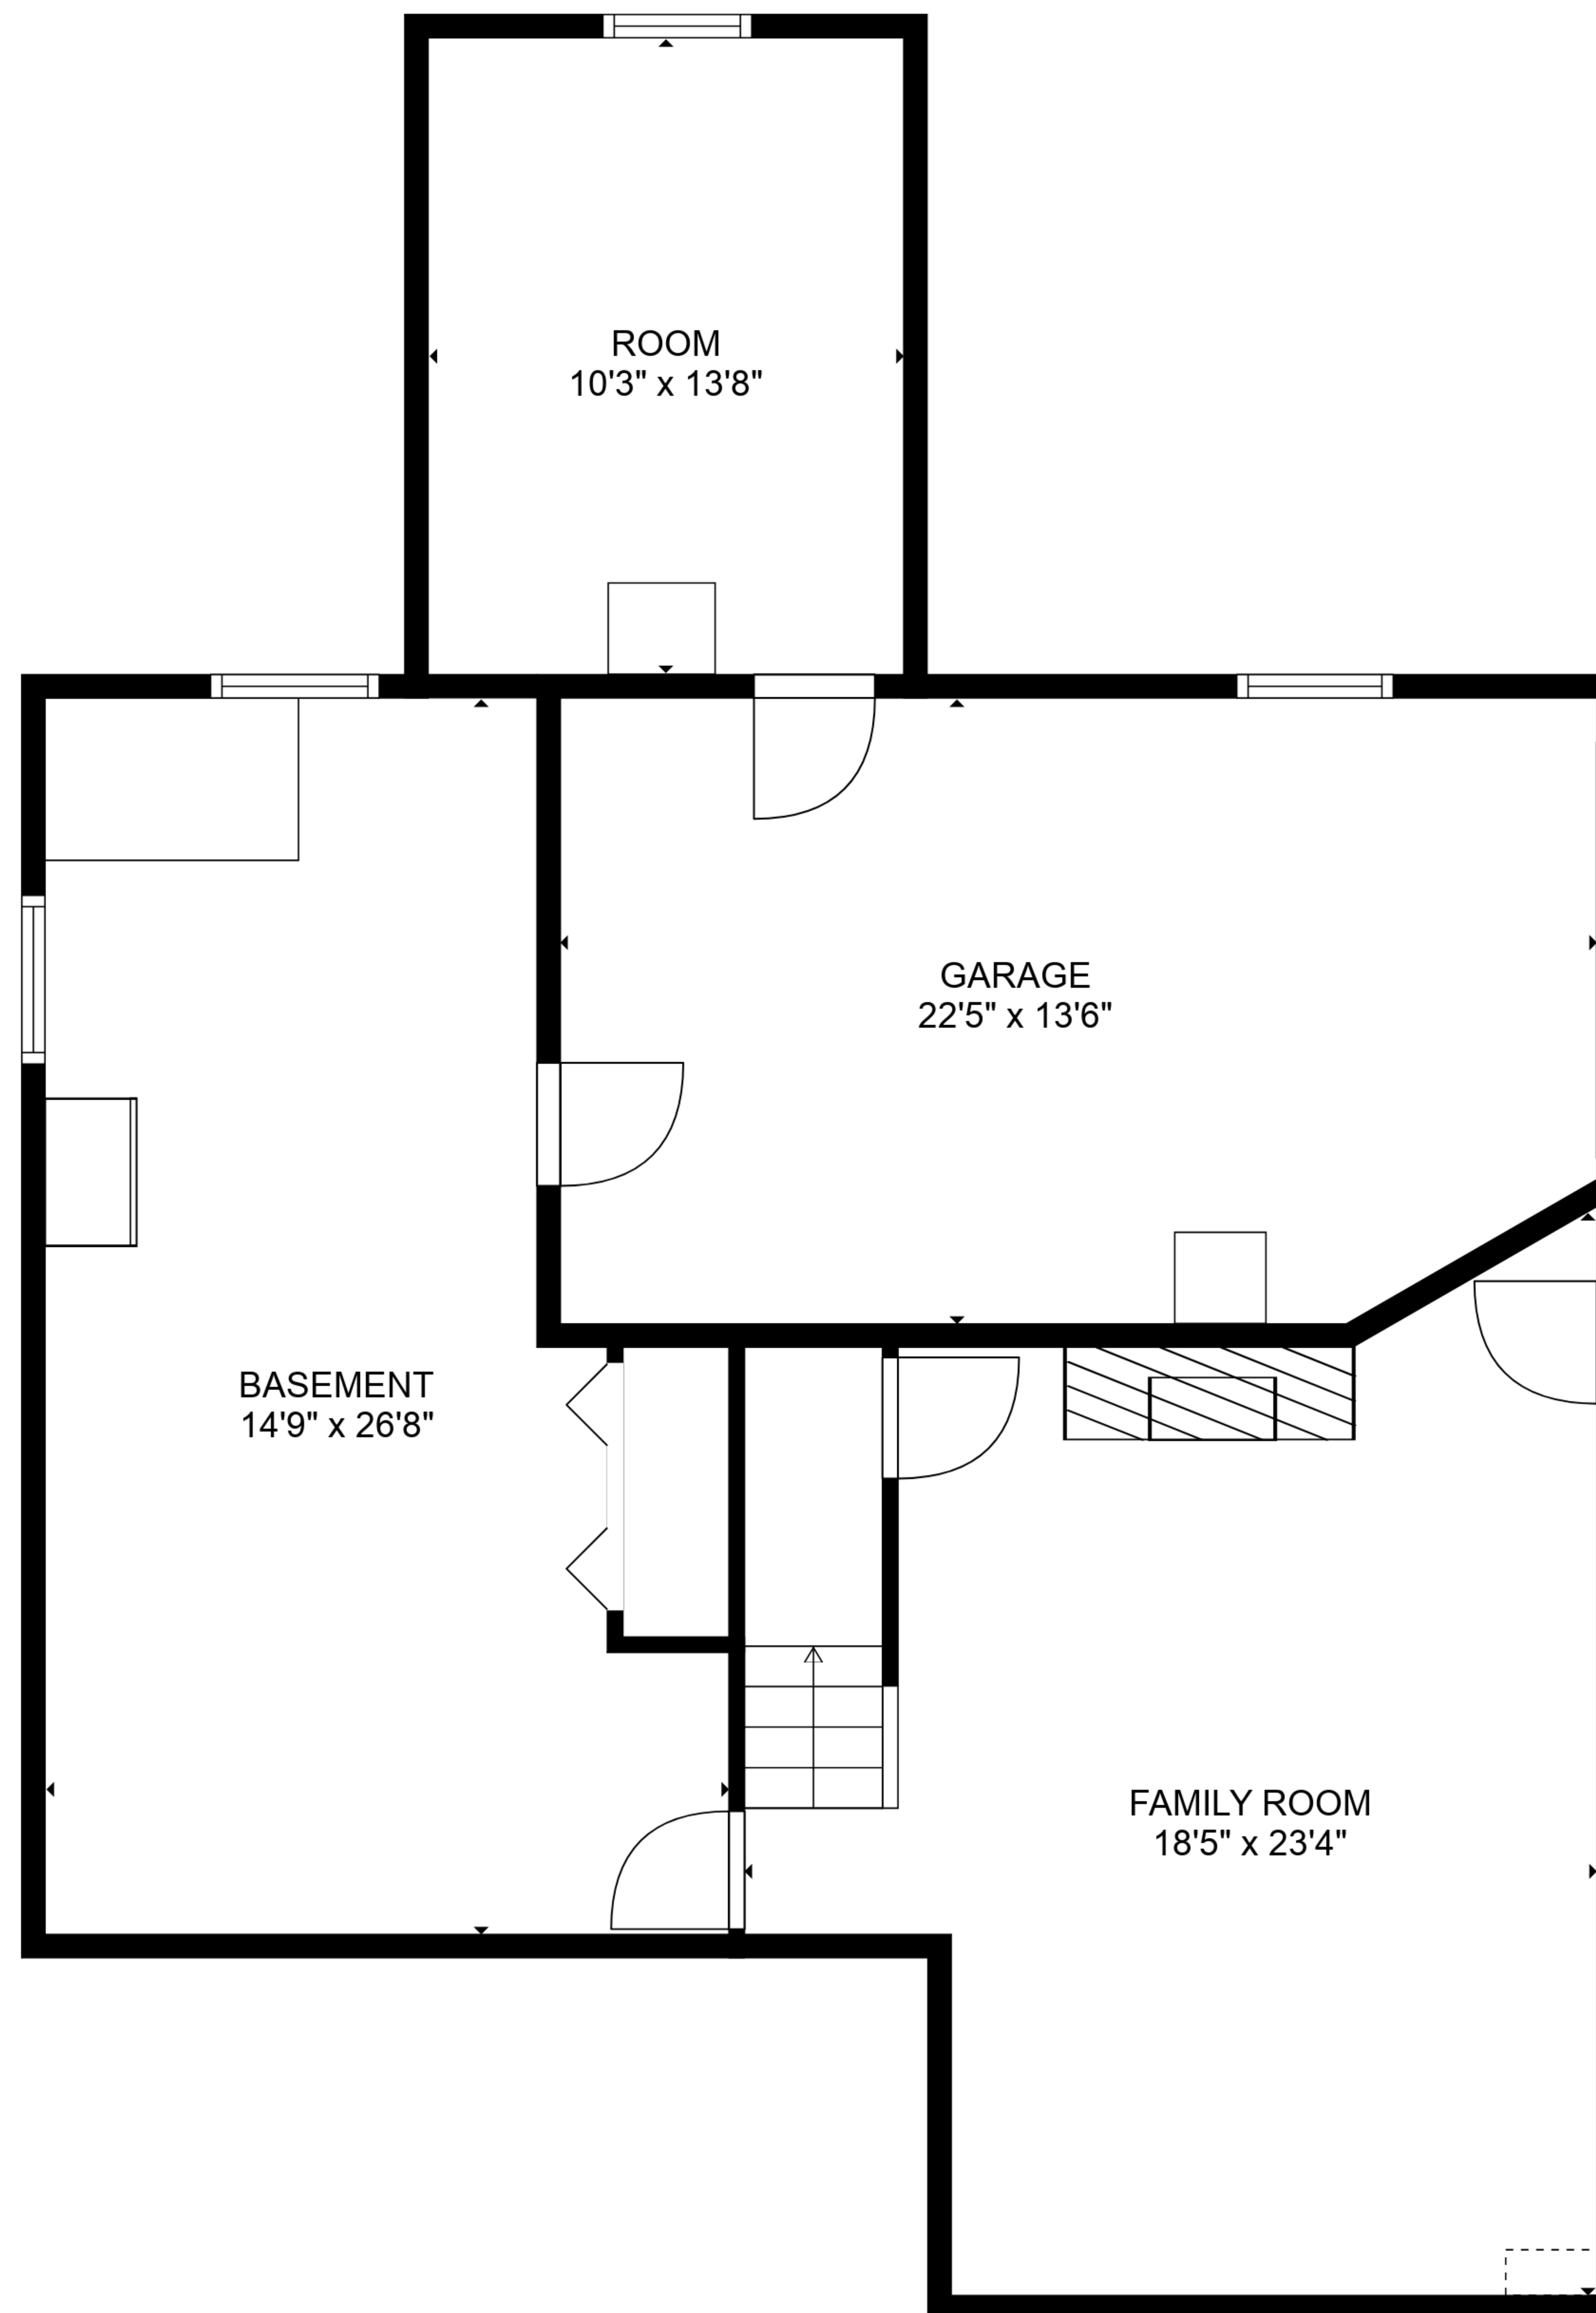 ROOM
10'3" x 13'8"
GARAGE
22'5" x 13'6"
BASEMENT
14'9" x 26'8"
FAMILY ROOM
18'5" x 23'4"